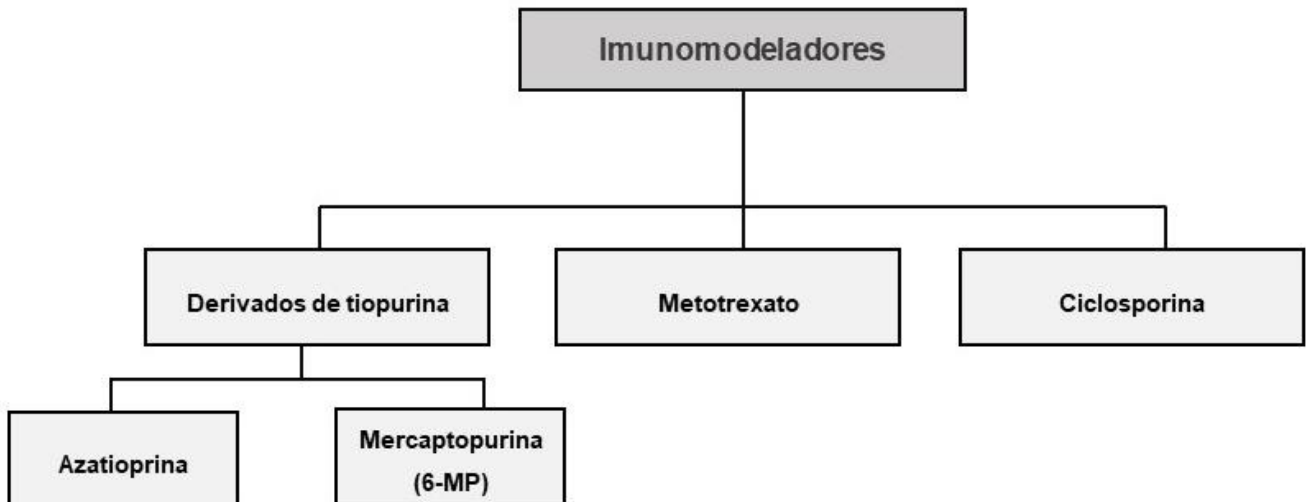 Imunomodeladores
Derivados de tiopurina
Metotrexato
Ciclosporina
Azatioprina
Mercaptopurina
(6-MP)